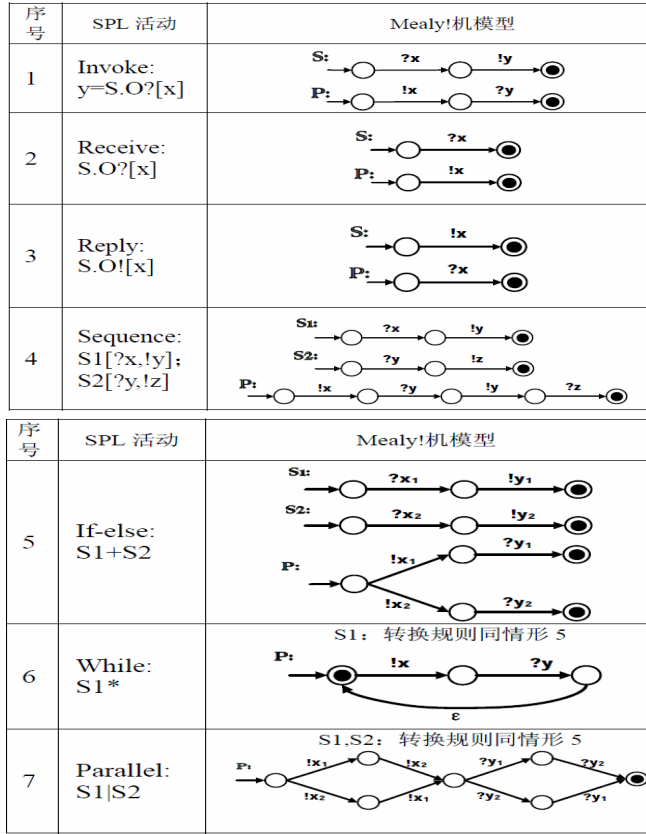 序号 SPL 活动 Mealy!机模型
1 Invoke: y=S.O?[x]
S: ?x !y
P: !x ?y
2 Receive: S.O?[x]
S: ?x
P: !x
3 Reply: S.O![x]
S: !x
P: ?x
4 Sequence: S1[?x,!y]; S2[?y,!z]
S1: ?x !y
S2: ?y !z
P: !x ?y !y ?z
序号 SPL 活动 Mealy!机模型
5 If-else: S1+S2
S1: ?x₁ !y₁
S2: ?x₂ !y₂
P: !x₁ ?y₁
!x₂ ?y₂
6 While: S1*
S1: 转换规则同情形 5
P: !x ?y
ε
7 Parallel: S1|S2
S1,S2: 转换规则同情形 5
P: !x₁ !x₂ ?y₁ ?y₂
!x₂ !x₁ ?y₂ ?y₁